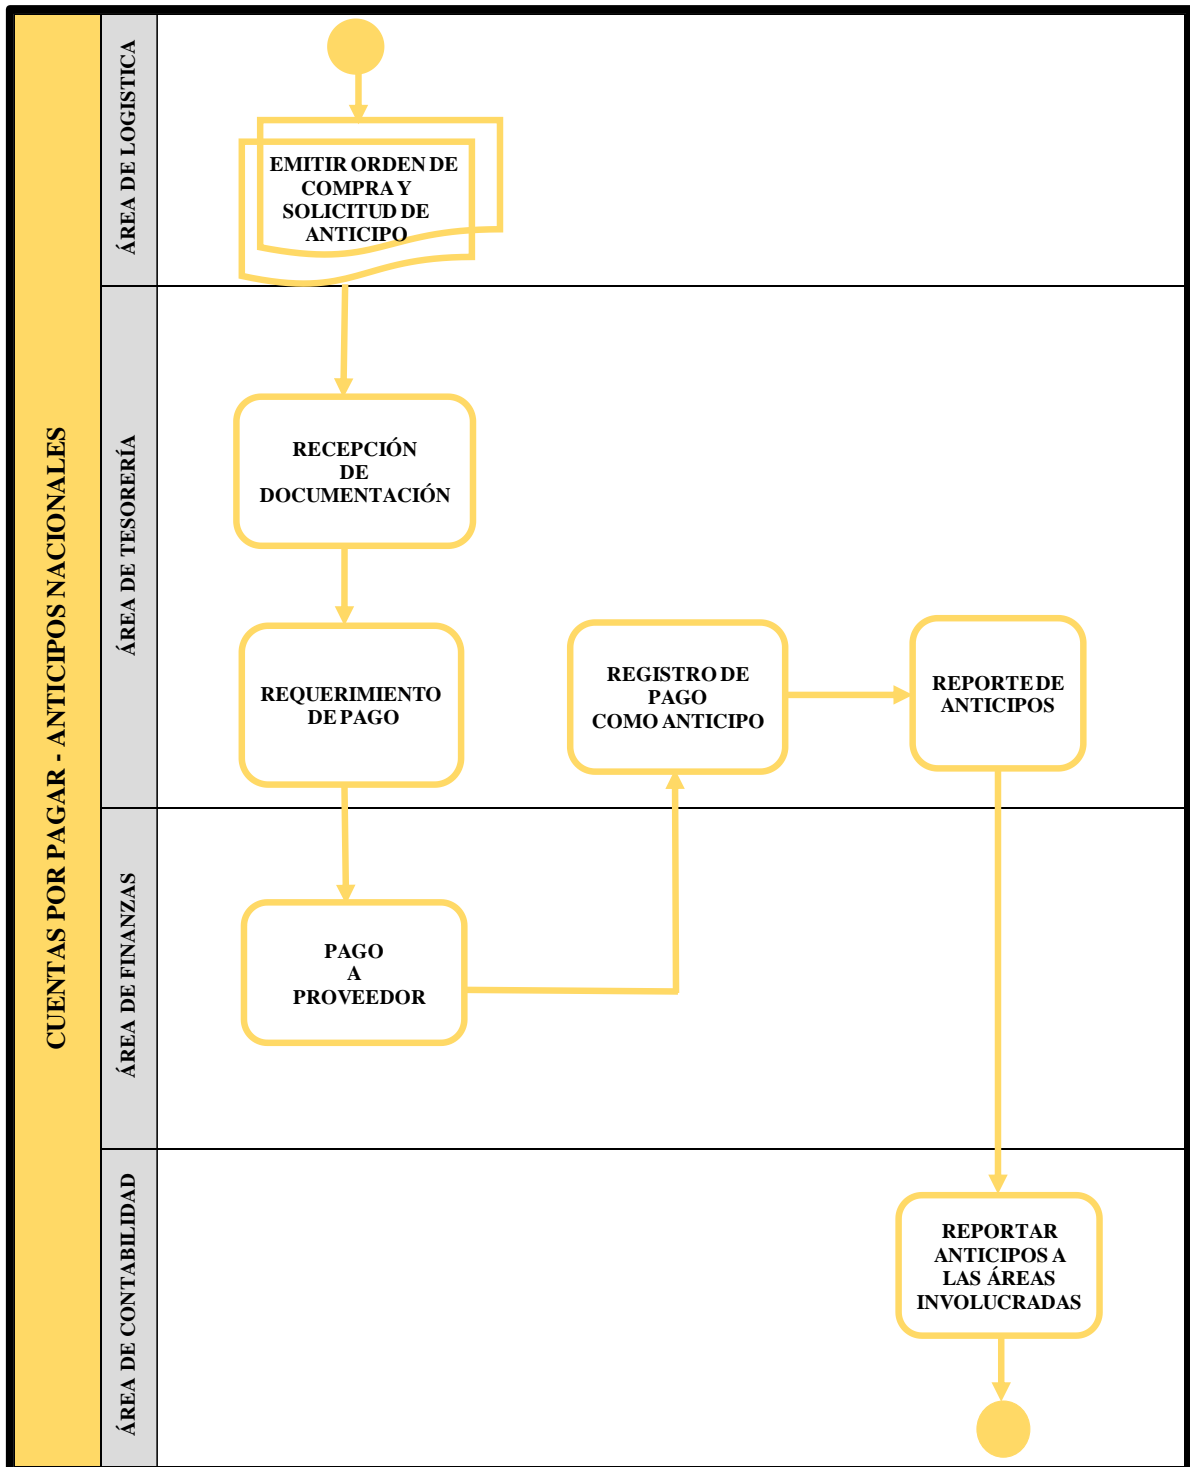 CUENTAS POR PAGAR - ANTICIPOS NACIONALES
ÁREA DE LOGISTICA
EMITIR ORDEN DE
COMPRA Y
SOLICITUD DE
ANTICIPO
ÁREA DE TESORERÍA
RECEPCIÓN
DE
DOCUMENTACIÓN
REQUERIMIENTO
DE PAGO
REGISTRO DE
PAGO
COMO ANTICIPO
REPORTE DE
ANTICIPOS
ÁREA DE FINANZAS
PAGO
A
PROVEEDOR
ÁREA DE CONTABILIDAD
REPORTAR
ANTICIPOS A
LAS ÁREAS
INVOLUCRADAS